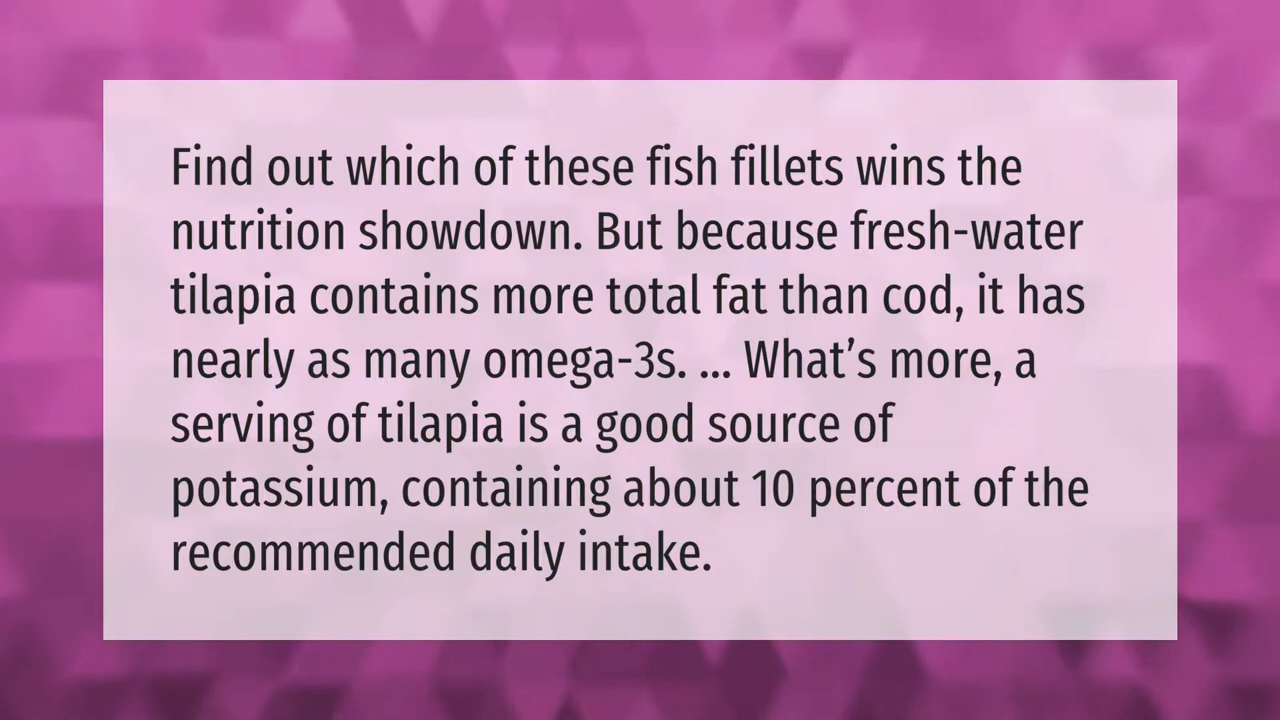 Find out which of these fish fillets wins the
nutrition showdown. But because fresh-water
tilapia contains more total fat than cod, it has
nearly as many omega-3s. ... What’s more, a
serving of tilapia is a good source of
potassium, containing about 10 percent of the
recommended daily intake.